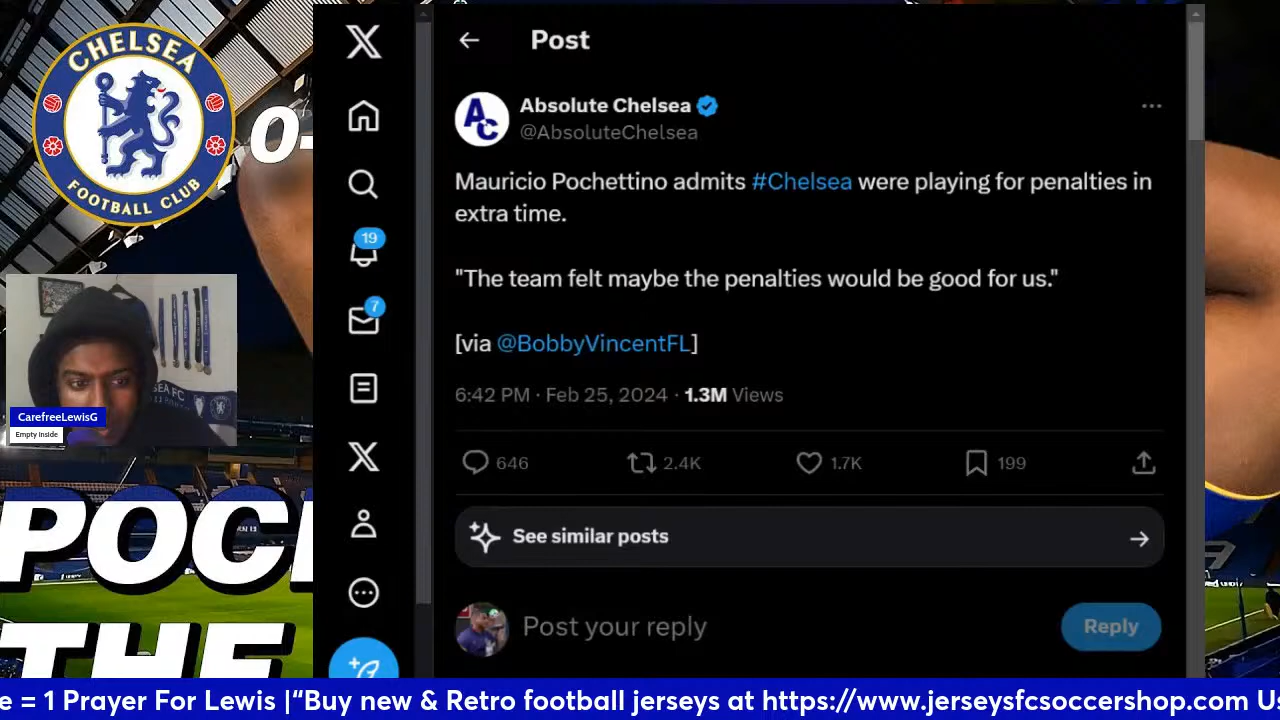 CHELSEA
FOOTBALL CLUB
0-
CarefreeLewisG
Empty Inside
POC
THE
Post
Absolute Chelsea
@AbsoluteChelsea
Mauricio Pochettino admits #Chelsea were playing for penalties in
extra time.
"The team felt maybe the penalties would be good for us."
[via @BobbyVincentFL]
6:42 PM · Feb 25, 2024 · 1.3M Views
646 2.4K 1.7K 199
See similar posts
Post your reply
Reply
19
7
e = 1 Prayer For Lewis |“Buy new & Retro football jerseys at https://www.jerseysfcsoccershop.com Us